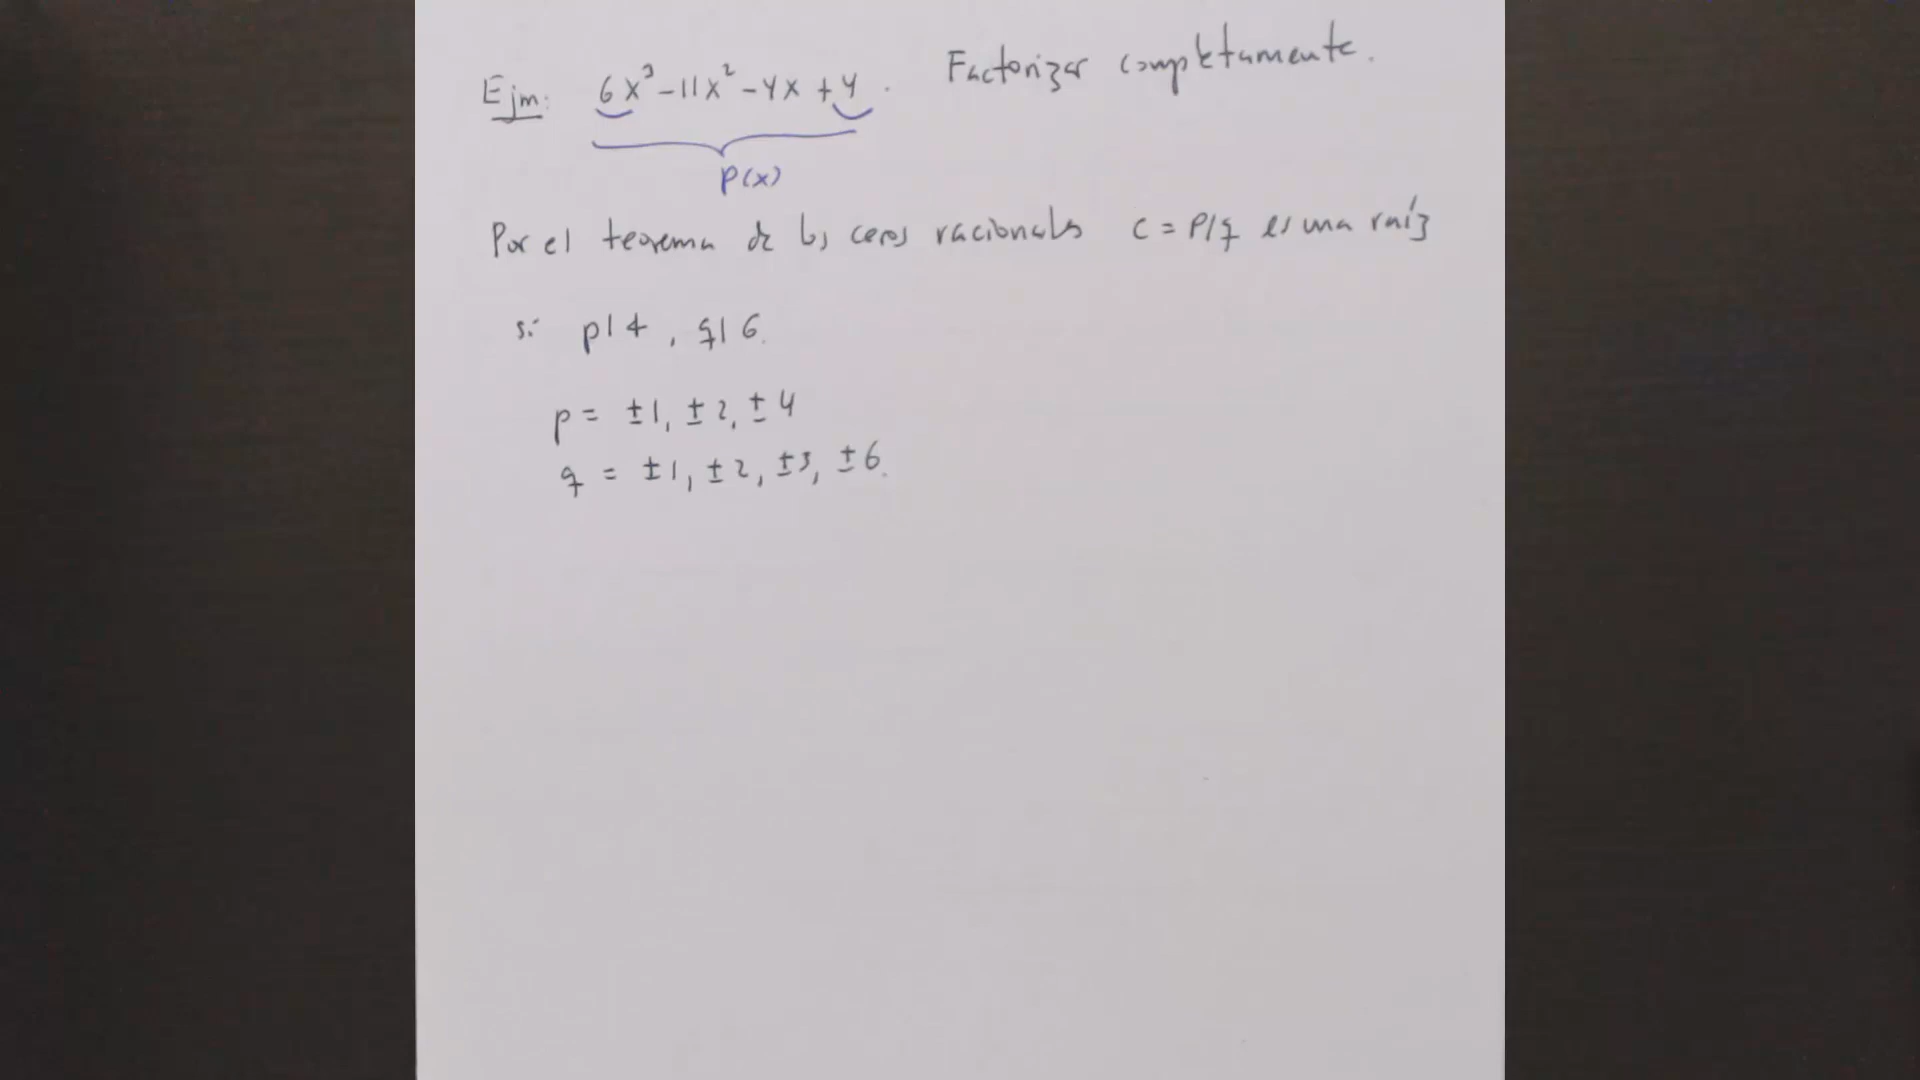 Ejm: 6x³ - 11x² - 4x + 4. Factorizar completamente.
P(x)
Por el teorema de los ceros racionales c = P/q es una raíz
si p|4, q|6.
p = ±1, ±2, ±4
q = ±1, ±2, ±3, ±6.